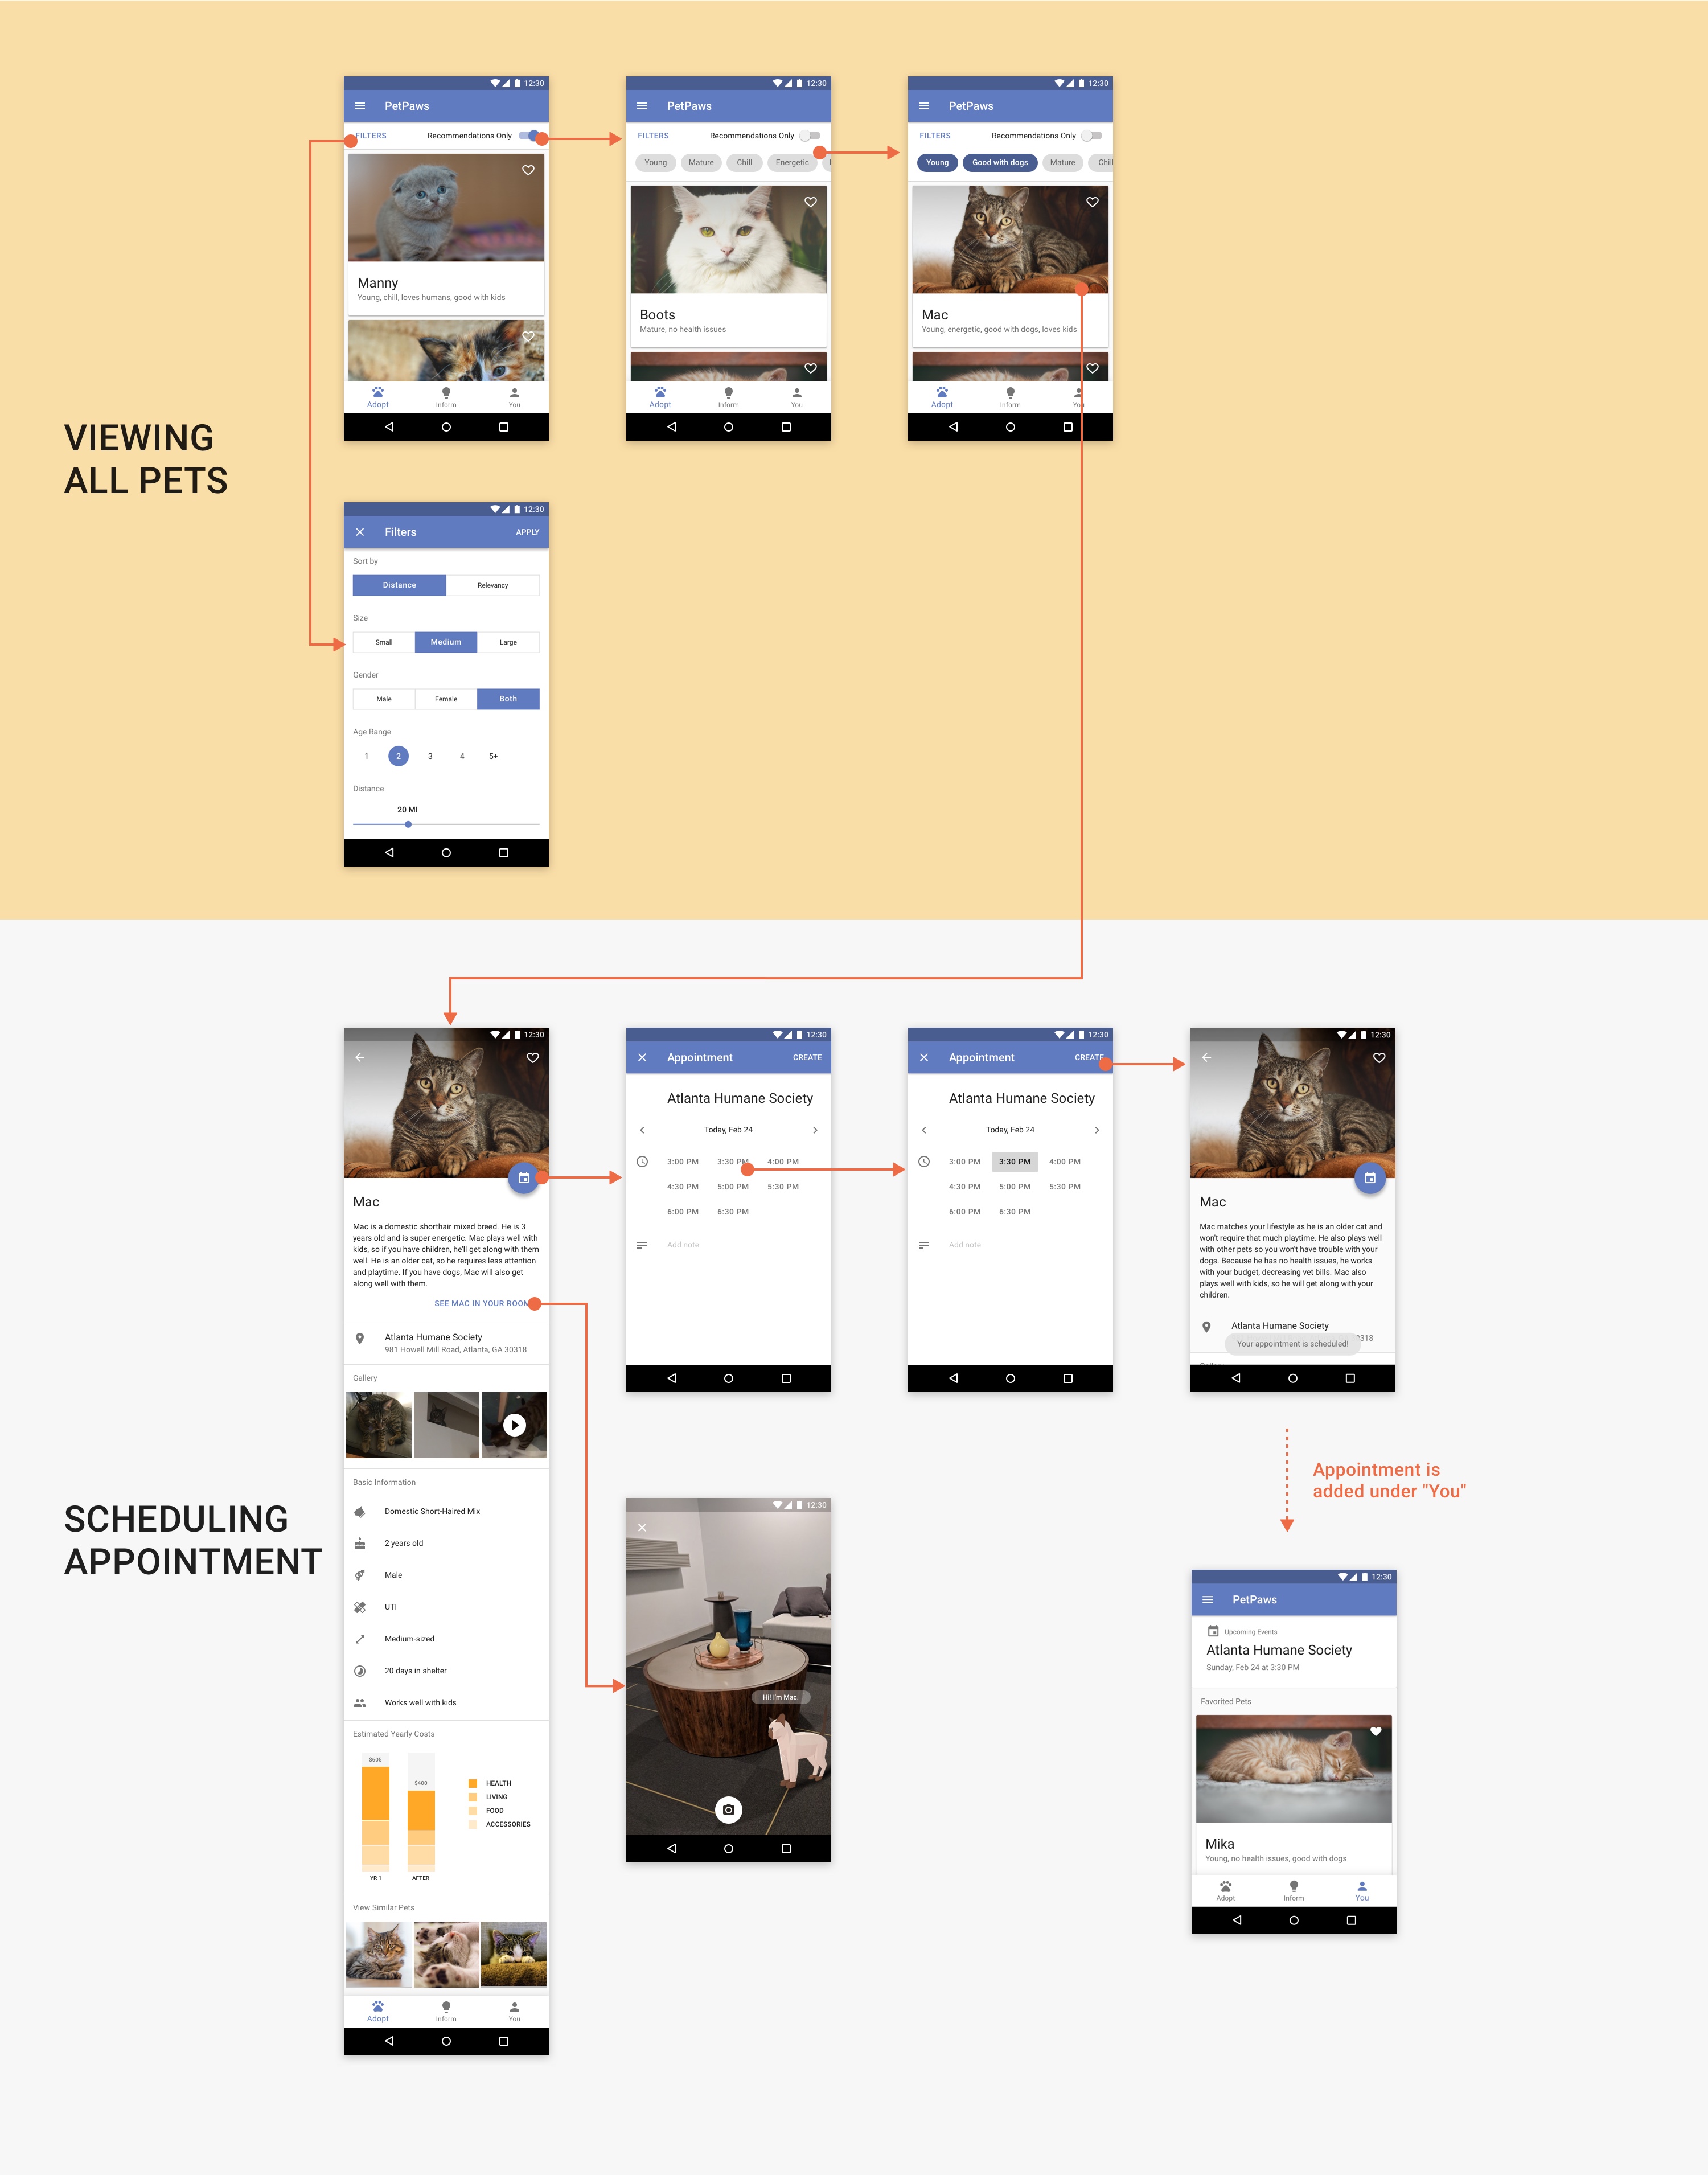 VIEWING
ALL PETS
12:30
PetPaws
FILTERS
Recommendations Only
Manny
Young, chill, loves humans, good with kids
Adopt
Inform
You
12:30
PetPaws
FILTERS
Recommendations Only
Young
Mature
Chill
Energetic
Boots
Mature, no health issues
Adopt
Inform
You
12:30
PetPaws
FILTERS
Recommendations Only
Young
Good with dogs
Mature
Chill
Mac
Young, energetic, good with dogs, loves kids
Adopt
Inform
You
12:30
Filters
APPLY
Sort by
Distance
Relevancy
Size
Small
Medium
Large
Gender
Male
Female
Both
Age Range
1 2 3 4 5+
Distance
20 MI
SCHEDULING
APPOINTMENT
12:30
Mac
Mac is a domestic shorthair mixed breed. He is 3
years old and is super energetic. Mac plays well with
kids, so if you have children, he'll get along with them
well. He is an older cat, so he requires less attention
and playtime. If you have dogs, Mac will also get
along well with them.
SEE MAC IN YOUR ROOM
Atlanta Humane Society
981 Howell Mill Road, Atlanta, GA 30318
Gallery
Basic Information
Domestic Short-Haired Mix
2 years old
Male
UTI
Medium-sized
20 days in shelter
Works well with kids
Estimated Yearly Costs
$605
$400
HEALTH
LIVING
FOOD
ACCESSORIES
YR 1
AFTER
View Similar Pets
Adopt
Inform
You
12:30
Appointment
CREATE
Atlanta Humane Society
Today, Feb 24
3:00 PM 3:30 PM 4:00 PM
4:30 PM 5:00 PM 5:30 PM
6:00 PM 6:30 PM
Add note
12:30
Appointment
CREATE
Atlanta Humane Society
Today, Feb 24
3:00 PM 3:30 PM 4:00 PM
4:30 PM 5:00 PM 5:30 PM
6:00 PM 6:30 PM
Add note
12:30
Mac
Mac matches your lifestyle as he is an older cat and
won't require that much playtime. He also plays well
with other pets so you won't have trouble with your
dogs. Because he has no health issues, he works
with your budget, decreasing vet bills. Mac also
plays well with kids, so he will get along with your
children.
Atlanta Humane Society
Your appointment is scheduled!
12:30
Hi! I'm Mac.
Appointment is
added under "You"
12:30
PetPaws
Upcoming Events
Atlanta Humane Society
Sunday, Feb 24 at 3:30 PM
Favorited Pets
Mika
Young, no health issues, good with dogs
Adopt
Inform
You